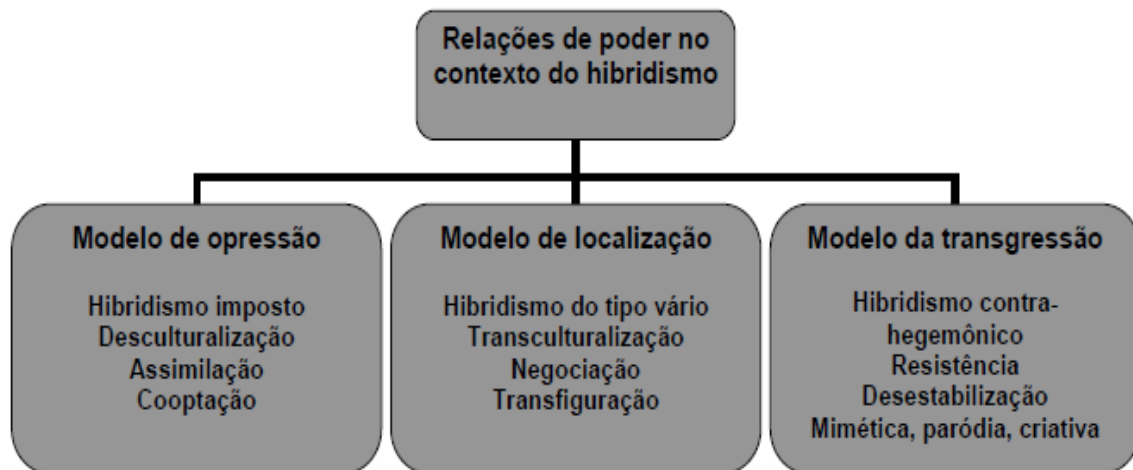 Relações de poder no
contexto do hibridismo
Modelo de opressão
Hibridismo imposto
Desculturalização
Assimilação
Cooptação
Modelo de localização
Hibridismo do tipo vário
Transculturalização
Negociação
Transfiguração
Modelo da transgressão
Hibridismo contra-
hegemônico
Resistência
Desestabilização
Mimética, paródia, criativa